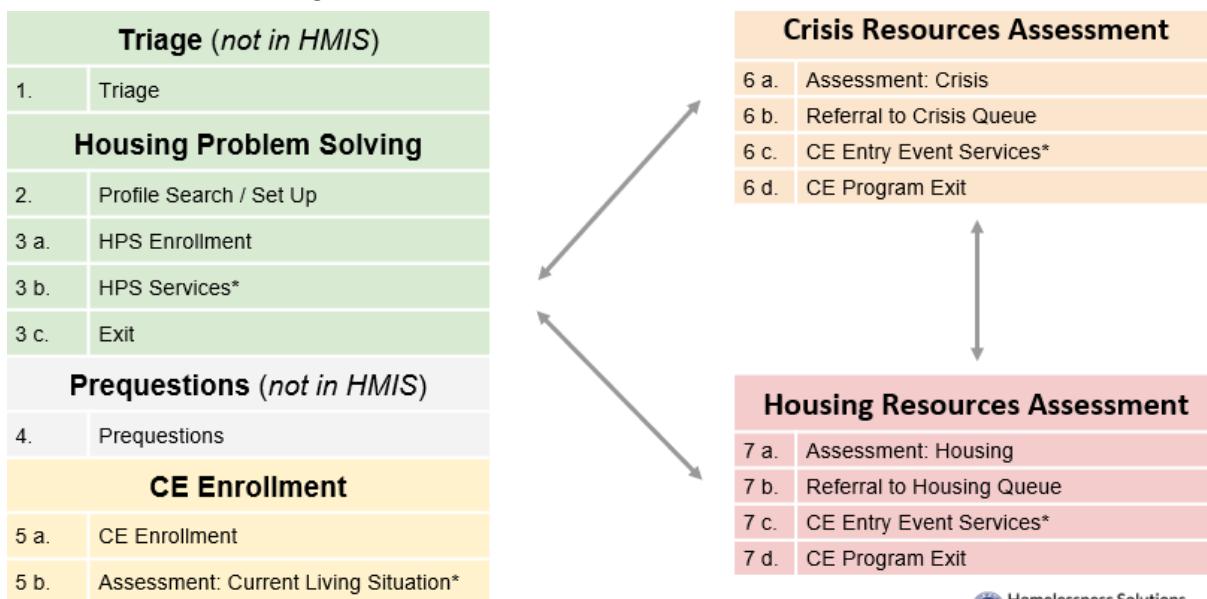 Triage (not in HMIS)
1. Triage
Housing Problem Solving
2. Profile Search / Set Up
3 a. HPS Enrollment
3 b. HPS Services*
3 c. Exit
Prequestions (not in HMIS)
4. Prequestions
CE Enrollment
5 a. CE Enrollment
5 b. Assessment: Current Living Situation*
Crisis Resources Assessment
6 a. Assessment: Crisis
6 b. Referral to Crisis Queue
6 c. CE Entry Event Services*
6 d. CE Program Exit
Housing Resources Assessment
7 a. Assessment: Housing
7 b. Referral to Housing Queue
7 c. CE Entry Event Services*
7 d. CE Program Exit
Homelessness Solutions